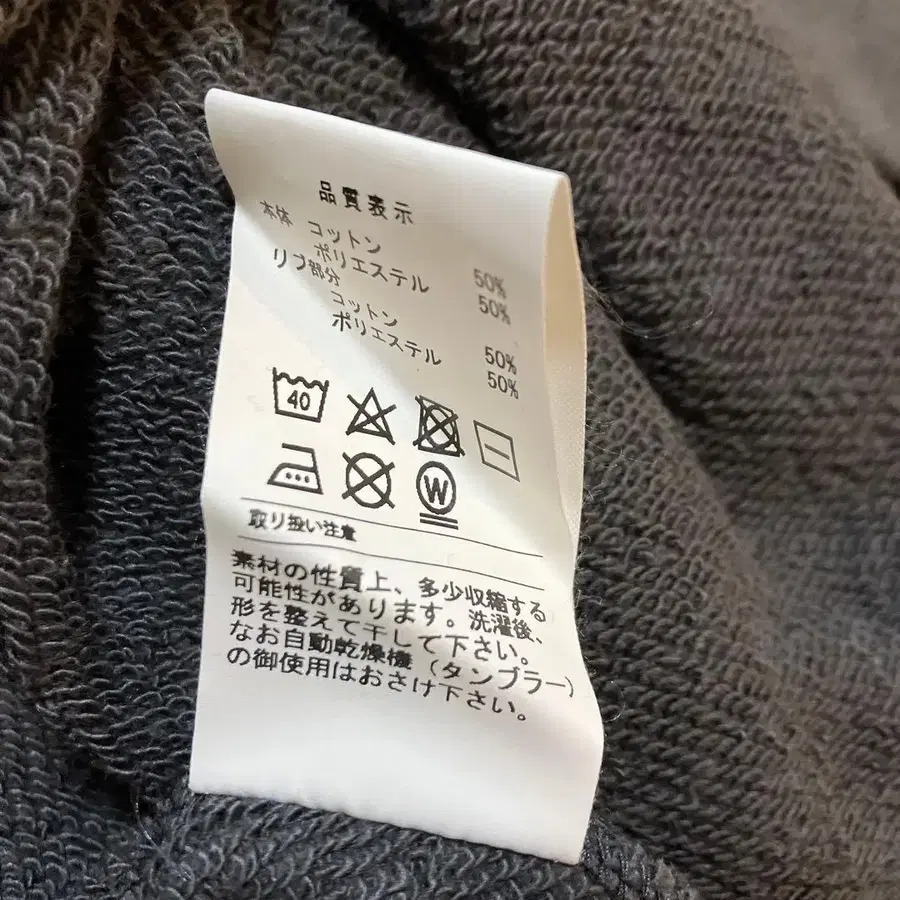 品質表示
本体 コットン 50%
ポリエステル 50%
リブ部分
コットン 50%
ポリエステル 50%
40
W
取り扱い注意
素材の性質上、多少収縮する
可能性があります。洗濯後、
形を整えて干して下さい。
なお自動乾燥機（タンブラー）
の御使用はおさけ下さい。